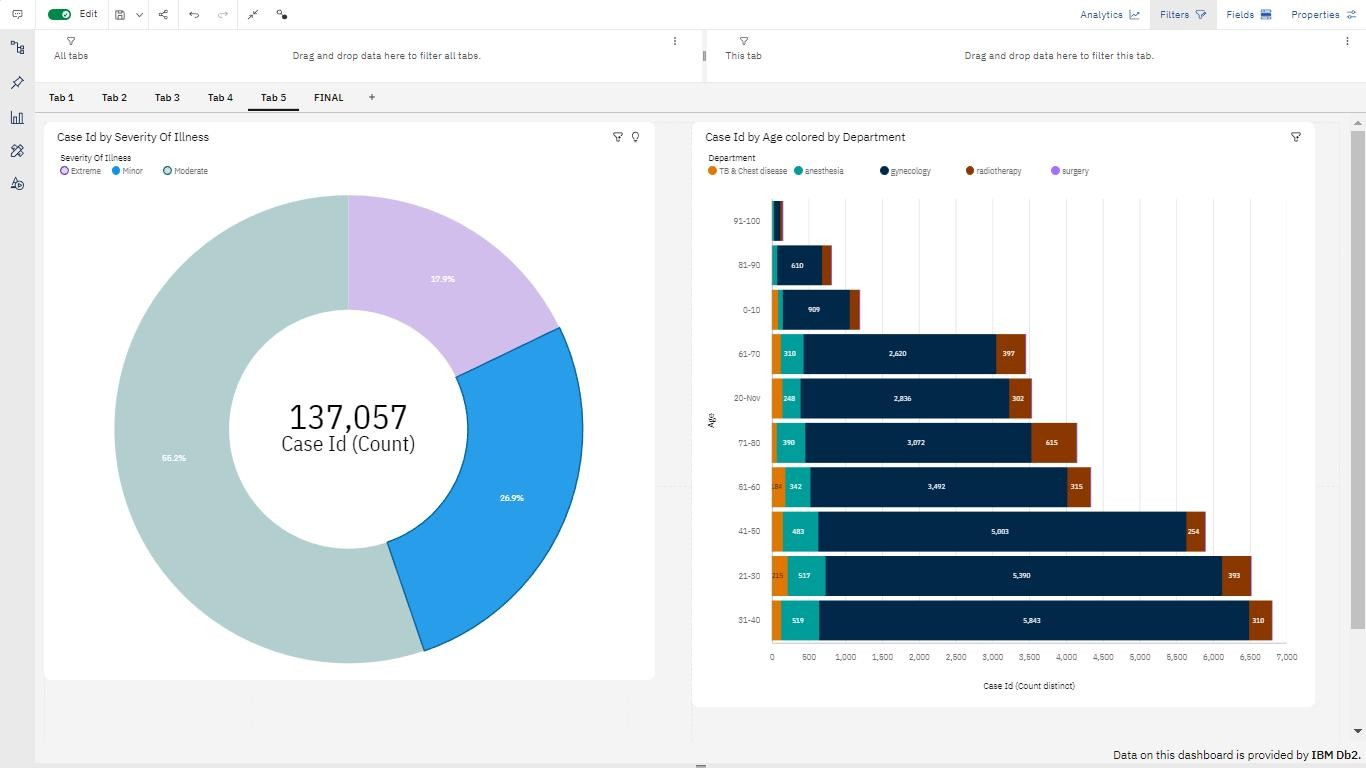 Edit
Analytics
Filters
Fields
Properties
All tabs
Drag and drop data here to filter all tabs.
This tab
Drag and drop data here to filter this tab.
Tab 1 Tab 2 Tab 3 Tab 4 Tab 5 FINAL +
Case Id by Severity Of Illness
Severity Of Illness
Extreme Minor Moderate
17.9%
137,057
Case Id (Count)
55.2%
26.9%
Case Id by Age colored by Department
Department
TB & Chest disease anesthesia gynecology radiotherapy surgery
91-100
81-90 610
0-10 909
61-70 310 2,620 397
20-Nov 248 2,836 302
71-80 390 3,072 615
51-60 184 342 3,492 315
41-50 483 5,003 254
21-30 215 517 5,390 393
31-40 519 5,843 310
Age
0 500 1,000 1,500 2,000 2,500 3,000 3,500 4,000 4,500 5,000 5,500 6,000 6,500 7,000
Case Id (Count distinct)
Data on this dashboard is provided by IBM Db2.